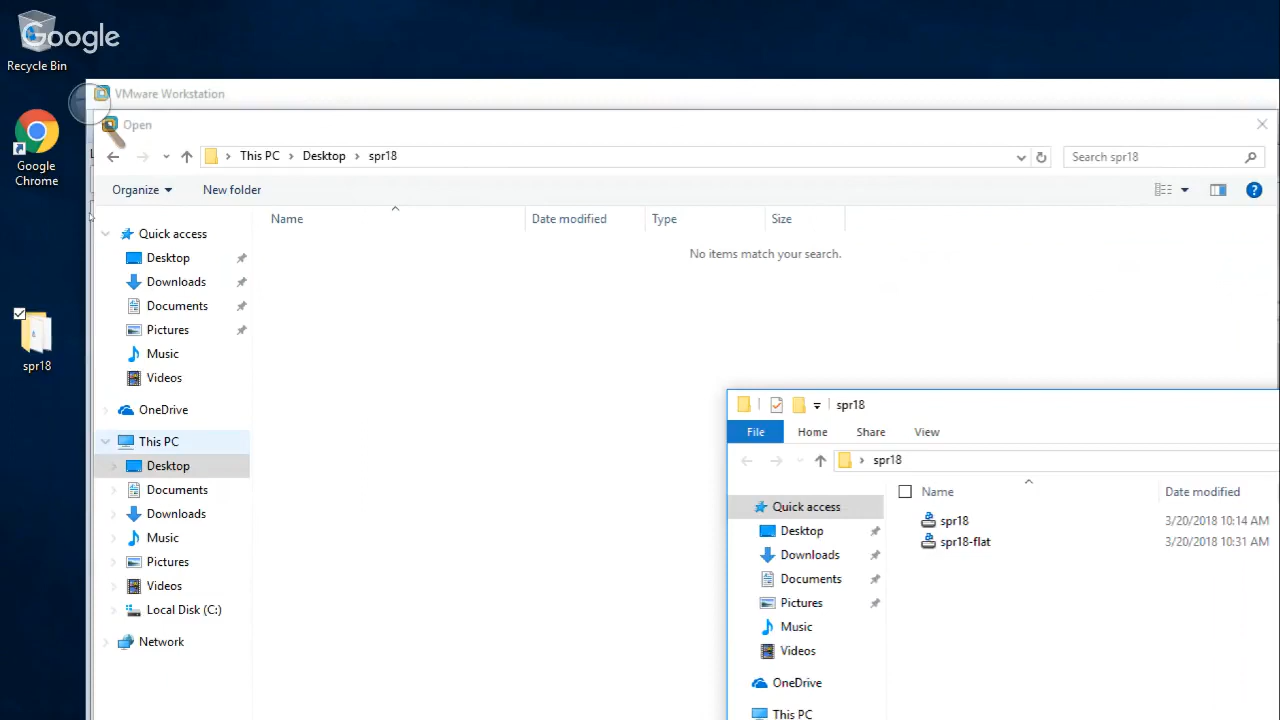 Google
Recycle Bin
Google
Chrome
spr18
VMware Workstation
Open
This PC > Desktop > spr18
Search spr18
Organize
New folder
Name
Date modified
Type
Size
No items match your search.
Quick access
Desktop
Downloads
Documents
Pictures
Music
Videos
OneDrive
This PC
Desktop
Documents
Downloads
Music
Pictures
Videos
Local Disk (C:)
Network
spr18
File
Home
Share
View
spr18
Name
Date modified
spr18
3/20/2018 10:14 AM
spr18-flat
3/20/2018 10:31 AM
Quick access
Desktop
Downloads
Documents
Pictures
Music
Videos
OneDrive
This PC